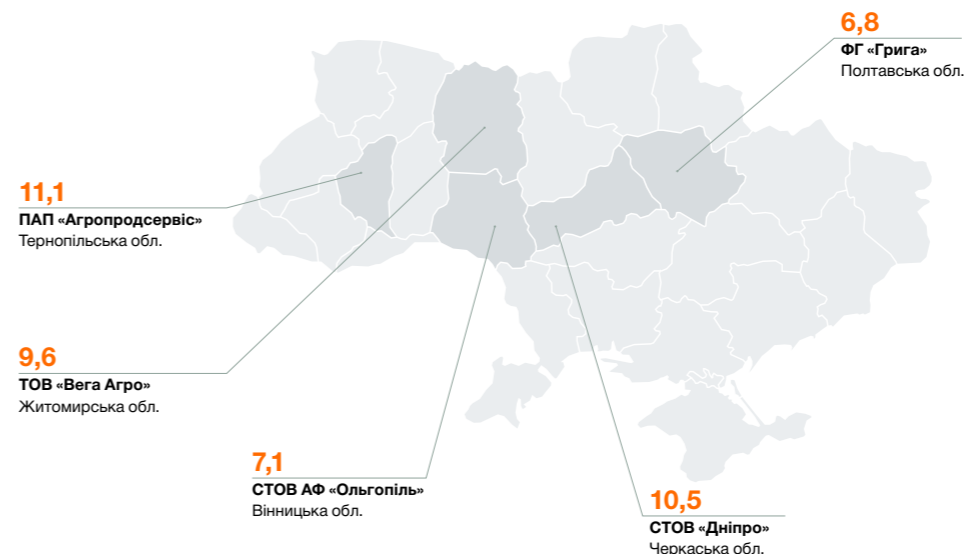 6,8
ФГ «Грига»
Полтавська обл.
11,1
ПАП «Агропродсервіс»
Тернопільська обл.
9,6
ТОВ «Вега Агро»
Житомирська обл.
7,1
СТОВ АФ «Ольгопіль»
Вінницька обл.
10,5
СТОВ «Дніпро»
Черкаська обл.